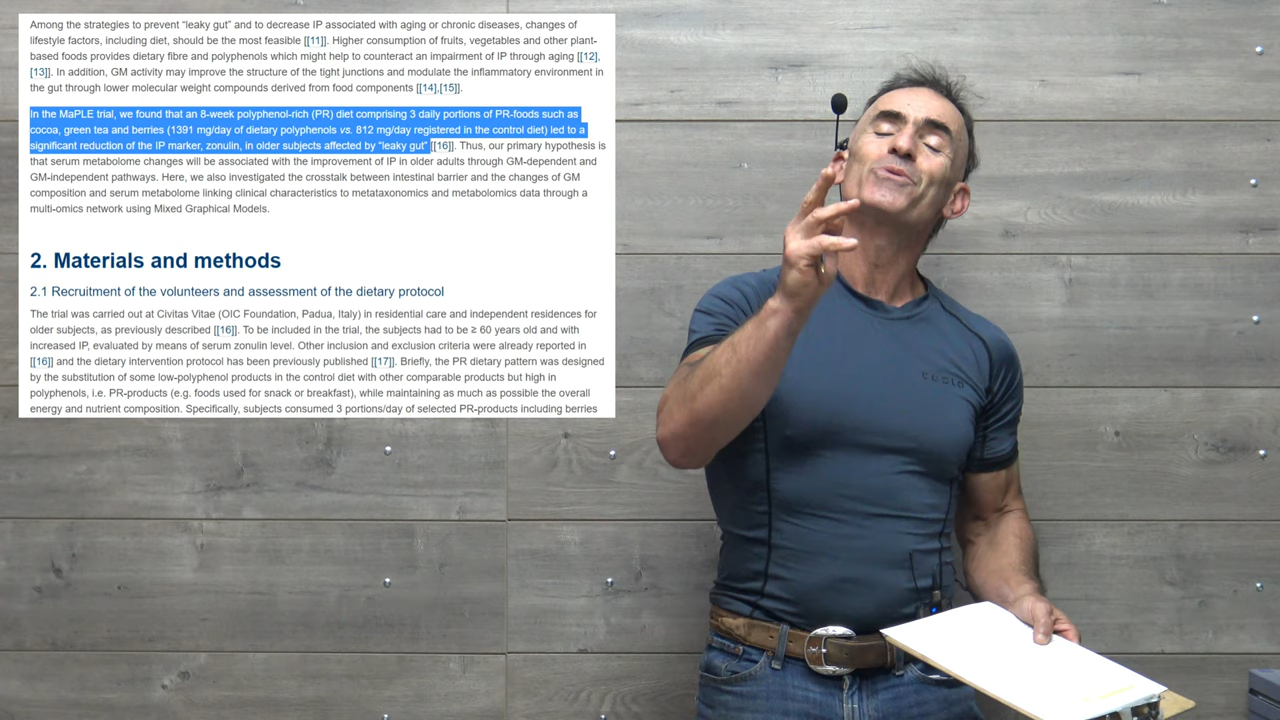 Among the strategies to prevent “leaky gut” and to decrease IP associated with aging or chronic diseases, changes of
lifestyle factors, including diet, should be the most feasible [[11]]. Higher consumption of fruits, vegetables and other plant-
based foods provides dietary fibre and polyphenols which might help to counteract an impairment of IP through aging [[12],
[13]]. In addition, GM activity may improve the structure of the tight junctions and modulate the inflammatory environment in
the gut through lower molecular weight compounds derived from food components [[14],[15]].
In the MaPLE trial, we found that an 8-week polyphenol-rich (PR) diet comprising 3 daily portions of PR-foods such as
cocoa, green tea and berries (1391 mg/day of dietary polyphenols vs. 812 mg/day registered in the control diet) led to a
significant reduction of the IP marker, zonulin, in older subjects affected by “leaky gut” [[16]]. Thus, our primary hypothesis is
that serum metabolome changes will be associated with the improvement of IP in older adults through GM-dependent and
GM-independent pathways. Here, we also investigated the crosstalk between intestinal barrier and the changes of GM
composition and serum metabolome linking clinical characteristics to metataxonomics and metabolomics data through a
multi-omics network using Mixed Graphical Models.
2. Materials and methods
2.1 Recruitment of the volunteers and assessment of the dietary protocol
The trial was carried out at Civitas Vitae (OIC Foundation, Padua, Italy) in residential care and independent residences for
older subjects, as previously described [[16]]. To be included in the trial, the subjects had to be ≥ 60 years old and with
increased IP, evaluated by means of serum zonulin level. Other inclusion and exclusion criteria were already reported in
[[16]] and the dietary intervention protocol has been previously published [[17]]. Briefly, the PR dietary pattern was designed
by the substitution of some low-polyphenol products in the control diet with other comparable products but high in
polyphenols, i.e. PR-products (e.g. foods used for snack or breakfast), while maintaining as much as possible the overall
energy and nutrient composition. Specifically, subjects consumed 3 portions/day of selected PR-products including berries